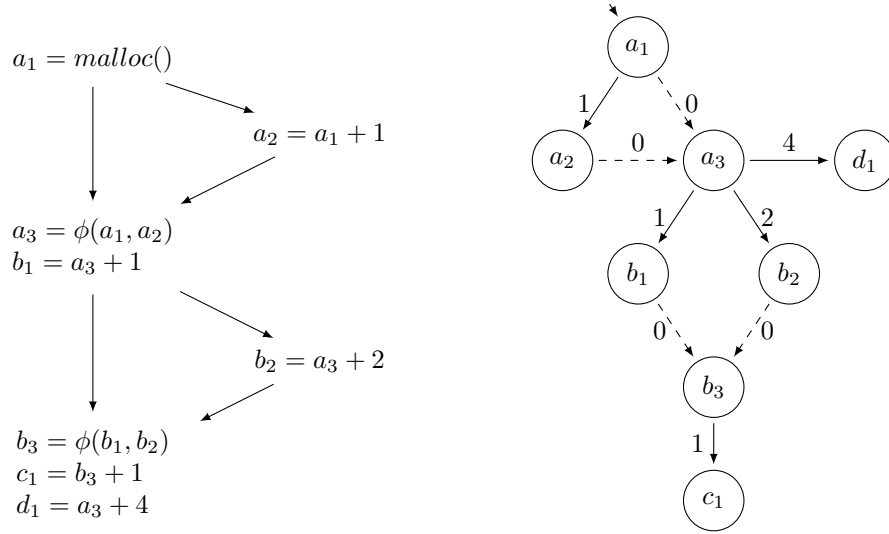 a₁ = malloc()
a₂ = a₁ + 1
a₃ = ϕ(a₁, a₂)
b₁ = a₃ + 1
b₂ = a₃ + 2
b₃ = ϕ(b₁, b₂)
c₁ = b₃ + 1
d₁ = a₃ + 4
a₁
1 0
a₂ 0 a₃ 4 d₁
1 2
b₁ b₂
0 0
b₃
1
c₁